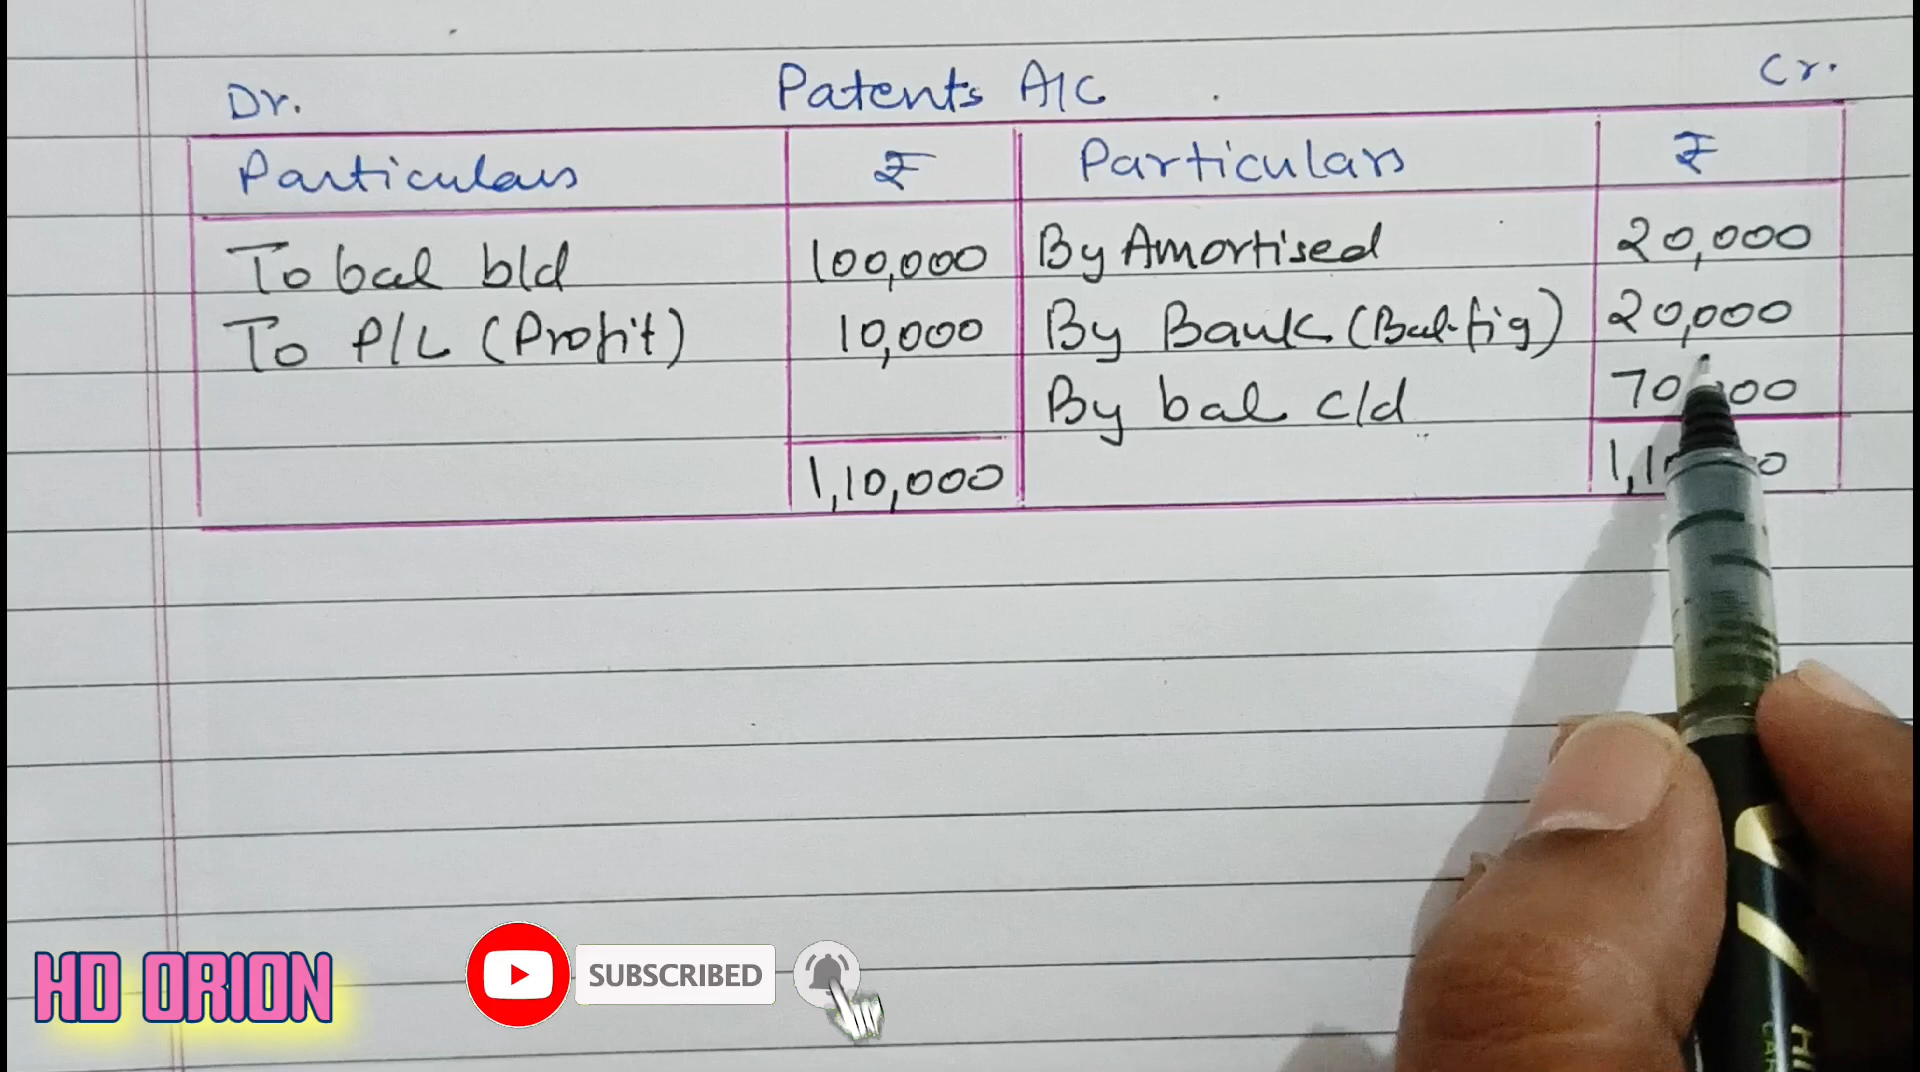 Dr. Patents A/C Cr.
Particulars ₹ Particulars ₹
To bal b/d 100,000 By Amortised 20,000
To P/L (Profit) 10,000 By Bank (Bal. fig) 20,000
By bal c/d
1,10,000
HD ORION
SUBSCRIBED